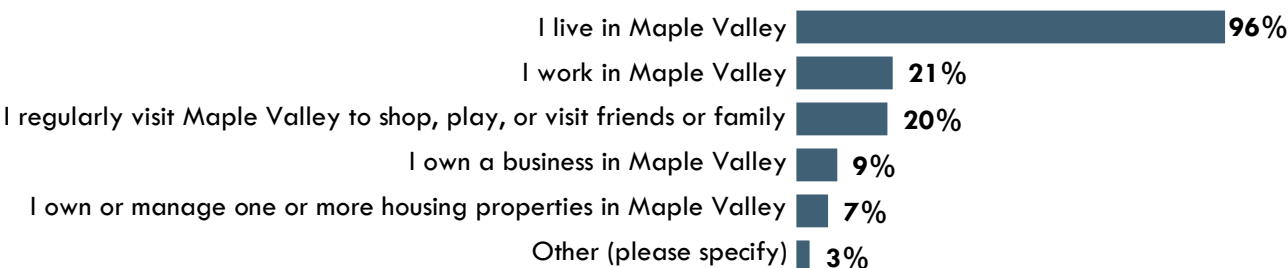 I live in Maple Valley 96%
I work in Maple Valley 21%
I regularly visit Maple Valley to shop, play, or visit friends or family 20%
I own a business in Maple Valley 9%
I own or manage one or more housing properties in Maple Valley 7%
Other (please specify) 3%